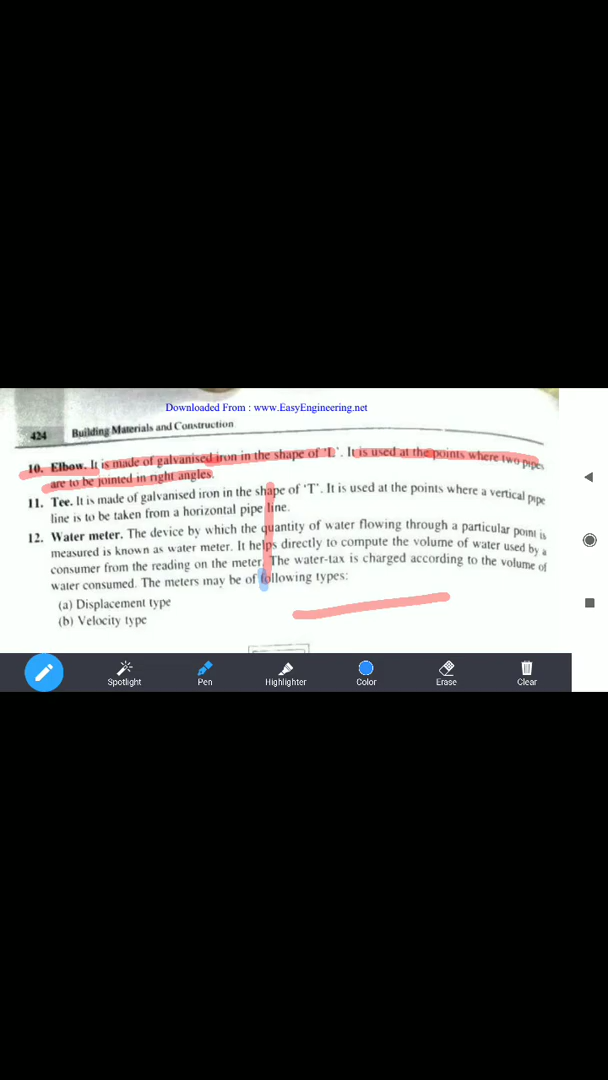 Downloaded From : www.EasyEngineering.net
424 Building Materials and Construction
10. Elbow. It is made of galvanised iron in the shape of 'L'. It is used at the points where two pipes
are to be jointed in right angles.
11. Tee. It is made of galvanised iron in the shape of 'T'. It is used at the points where a vertical pipe
line is to be taken from a horizontal pipe line.
12. Water meter. The device by which the quantity of water flowing through a particular point is
measured is known as water meter. It helps directly to compute the volume of water used by a
consumer from the reading on the meter. The water-tax is charged according to the volume of
water consumed. The meters may be of following types:
(a) Displacement type
(b) Velocity type
Spotlight Pen Highlighter Color Erase Clear